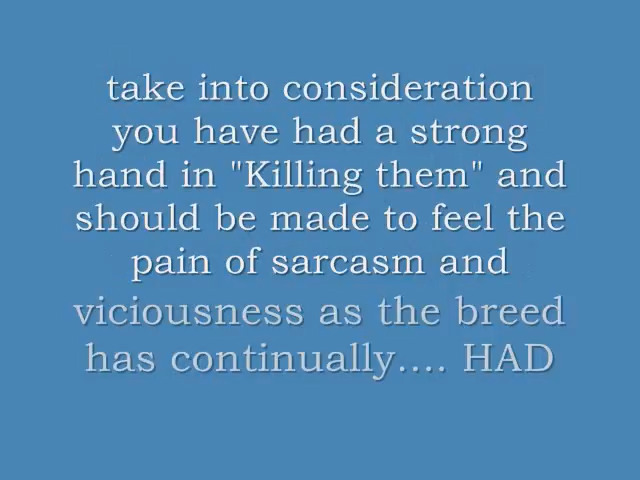 take into consideration
you have had a strong
hand in "Killing them" and
should be made to feel the
pain of sarcasm and
viciousness as the breed
has continually.... HAD